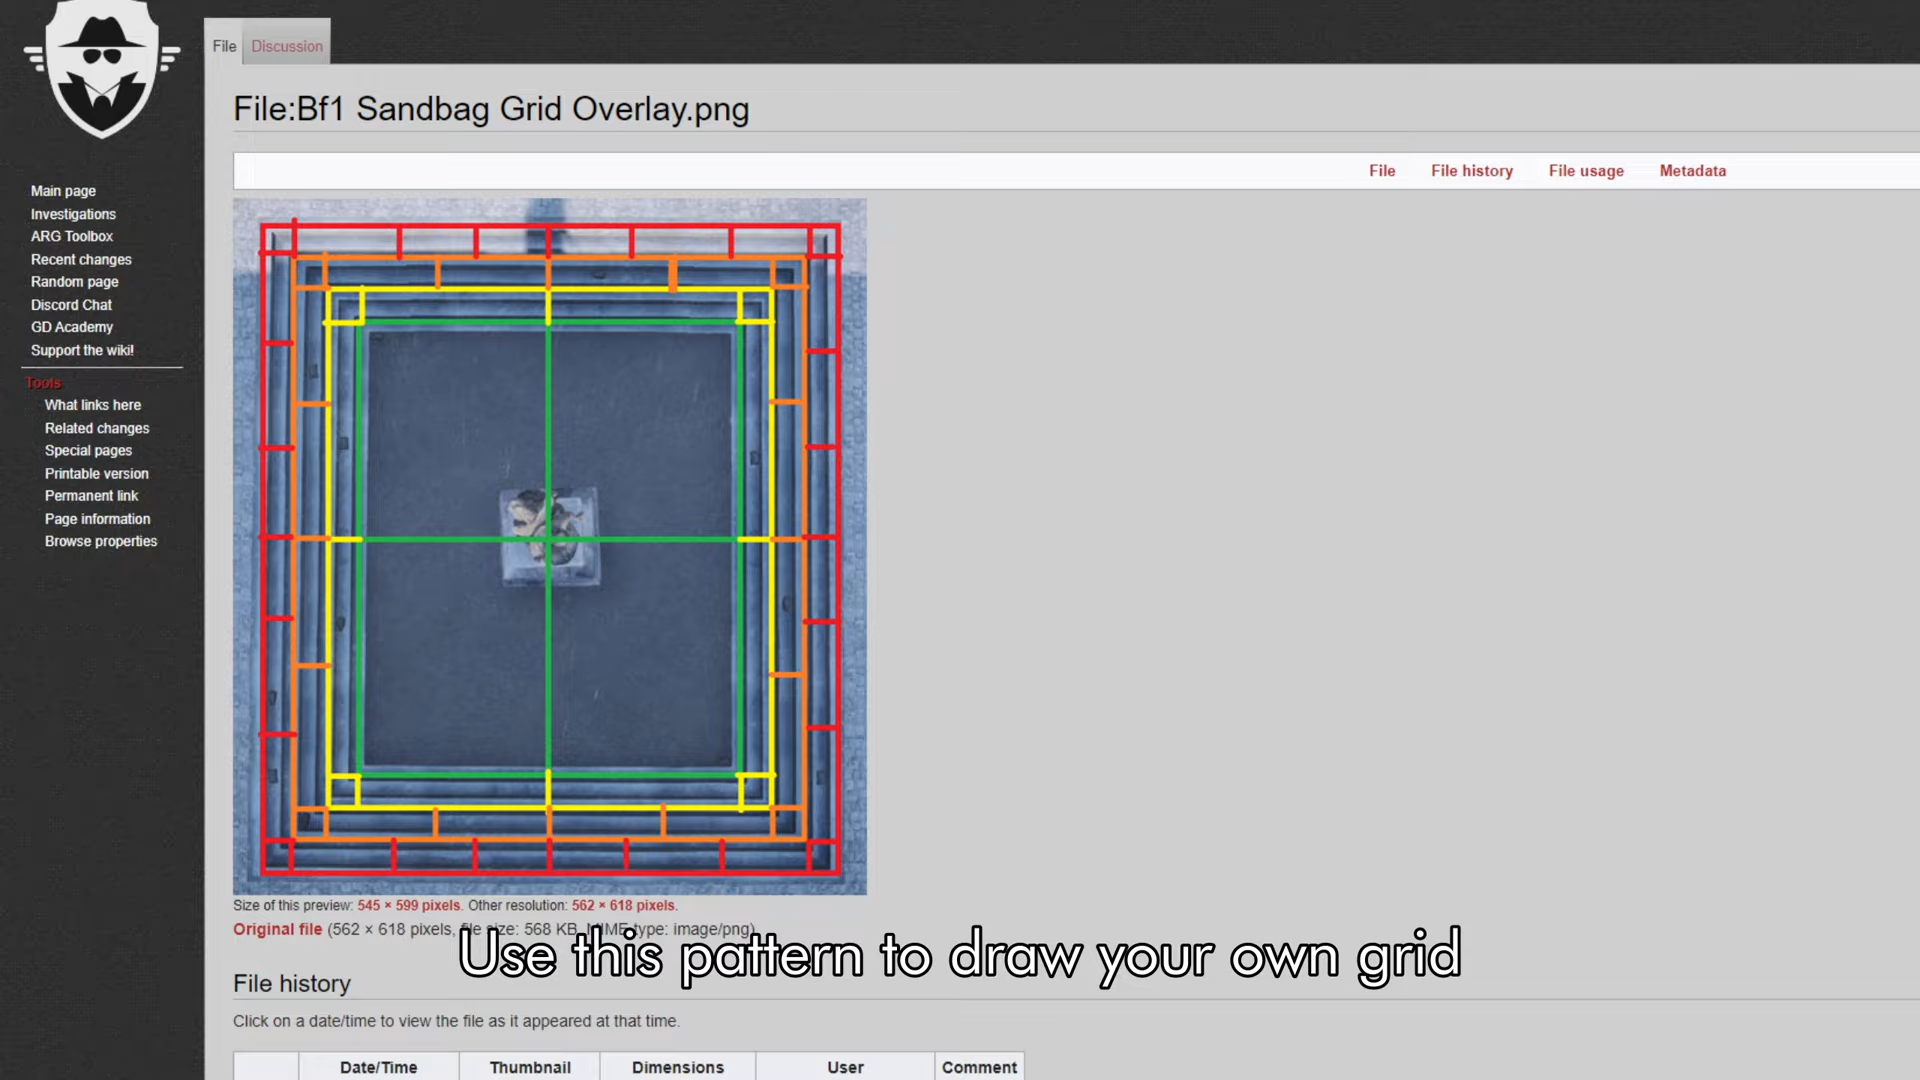 File Discussion
File:Bf1 Sandbag Grid Overlay.png
File File history File usage Metadata
Main page
Investigations
ARG Toolbox
Recent changes
Random page
Discord Chat
GD Academy
Support the wiki!
Tools
What links here
Related changes
Special pages
Printable version
Permanent link
Page information
Browse properties
Size of this preview: 545 × 599 pixels. Other resolution: 562 × 618 pixels.
Original file (562 × 618 pixels, file size: 568 KB, MIME type: image/png)
Use this pattern to draw your own grid
File history
Click on a date/time to view the file as it appeared at that time.
Date/Time Thumbnail Dimensions User Comment